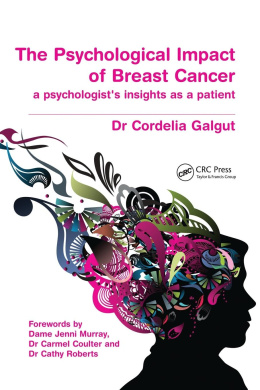 The Psychological Impact
of Breast Cancer
a psychologist's insights as a patient
Dr Cordelia Galgut
CRC
CRC Press
Taylor & Francis Group
Forewords by
Dame Jenni Murray,
Dr Carmel Coulter and
Dr Cathy Roberts